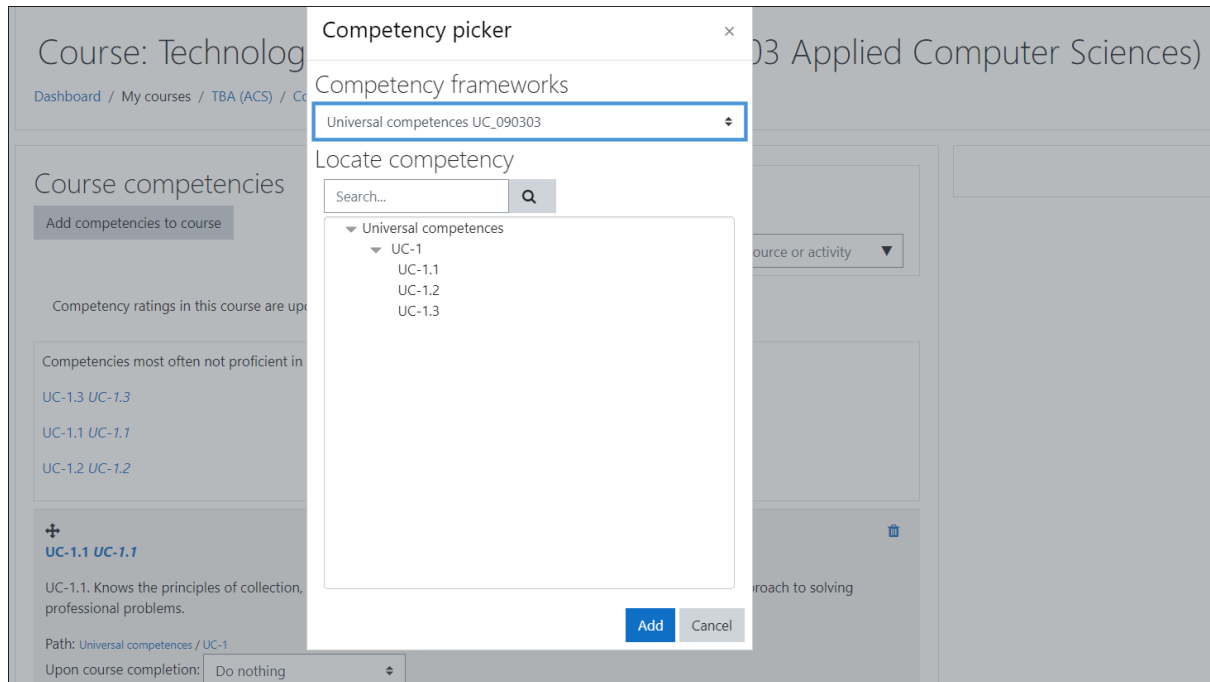 Course: Technolog
03 Applied Computer Sciences)
Dashboard / My courses / TBA (ACS) / Co
Competency picker
×
Competency frameworks
Universal competences UC_090303
Locate competency
Search...
Universal competences
UC-1
UC-1.1
UC-1.2
UC-1.3
Add Cancel
Course competencies
Add competencies to course
ource or activity
Competency ratings in this course are upd
Competencies most often not proficient in
UC-1.3 UC-1.3
UC-1.1 UC-1.1
UC-1.2 UC-1.2
UC-1.1 UC-1.1
UC-1.1. Knows the principles of collection, roach to solving
professional problems.
Path: Universal competences / UC-1
Upon course completion: Do nothing